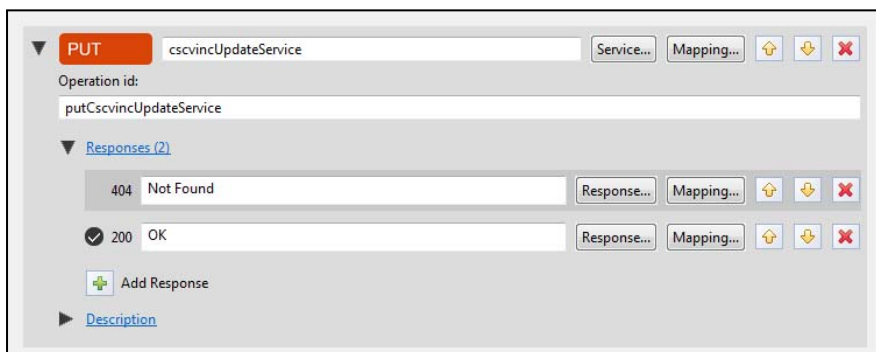 PUT cscvincUpdateService Service... Mapping...
Operation id:
putCscvincUpdateService
Responses (2)
404 Not Found Response... Mapping...
200 OK Response... Mapping...
Add Response
Description